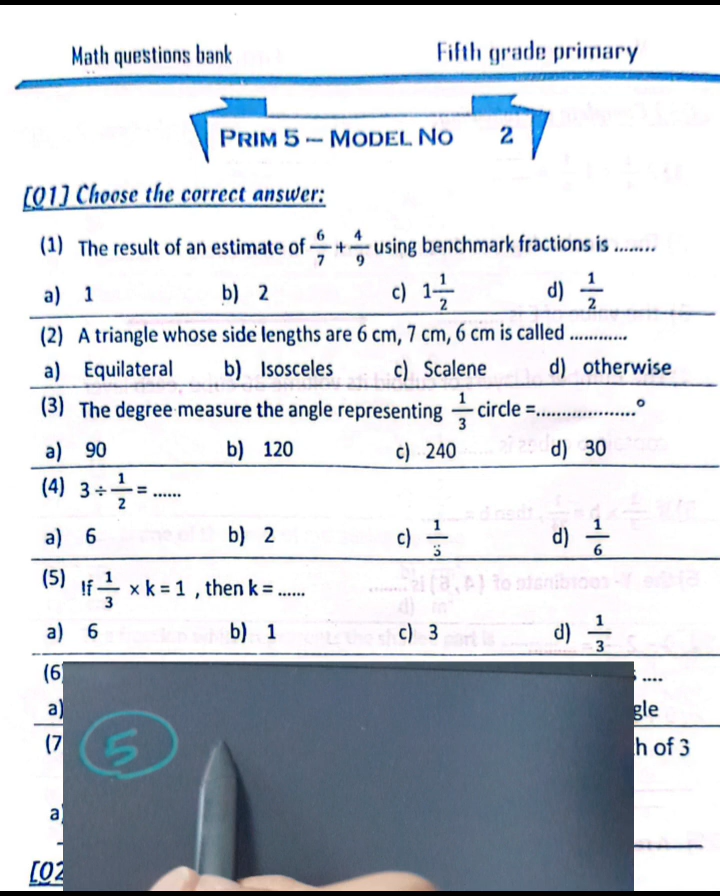 Math questions bank Fifth grade primary
PRIM 5 – MODEL NO 2
[Q1] Choose the correct answer:
(1) The result of an estimate of 6/7 + 4/9 using benchmark fractions is ........
a) 1 b) 2 c) 1 1/2 d) 1/2
(2) A triangle whose side lengths are 6 cm, 7 cm, 6 cm is called ............
a) Equilateral b) Isosceles c) Scalene d) otherwise
(3) The degree measure the angle representing 1/3 circle =....................°
a) 90 b) 120 c) 240 d) 30
(4) 3 ÷ 1/2 = ......
a) 6 b) 2 c) 1/3 d) 1/6
(5) If 1/3 × k = 1 , then k = ......
a) 6 b) 1 c) 3 d) 1/3
(6 ....
a) gle
(7 h of 3
5
a)
[Q2